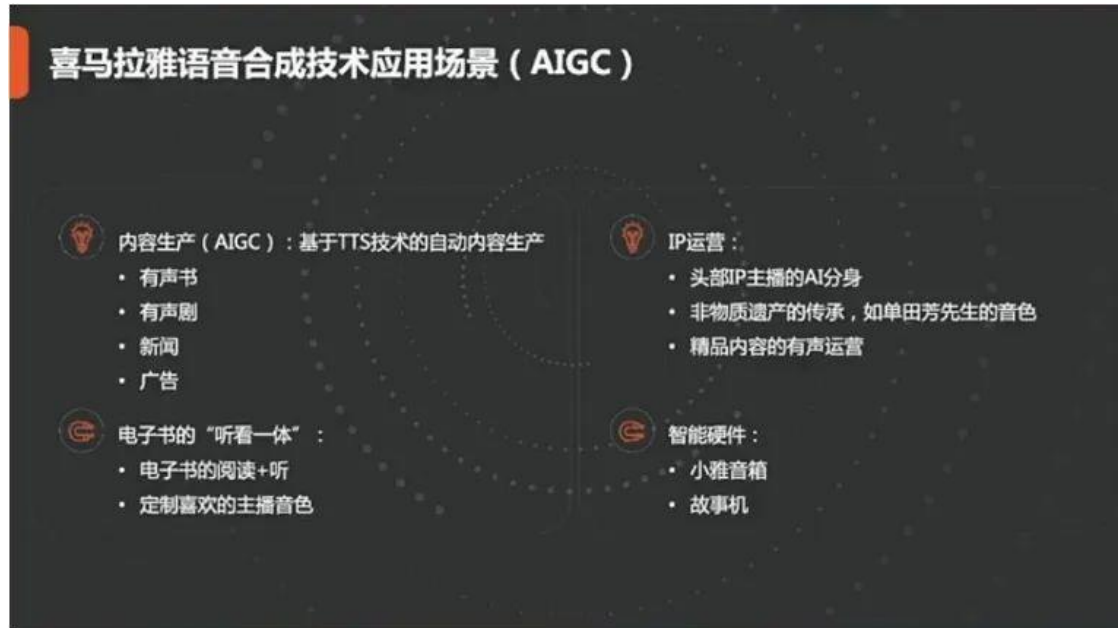 喜马拉雅语音合成技术应用场景（AIGC）
内容生产（AIGC）：基于TTS技术的自动内容生产
• 有声书
• 有声剧
• 新闻
• 广告
电子书的“听看一体”：
• 电子书的阅读+听
• 定制喜欢的主播音色
IP运营：
• 头部IP主播的AI分身
• 非物质遗产的传承，如单田芳先生的音色
• 精品内容的有声运营
智能硬件：
• 小雅音箱
• 故事机